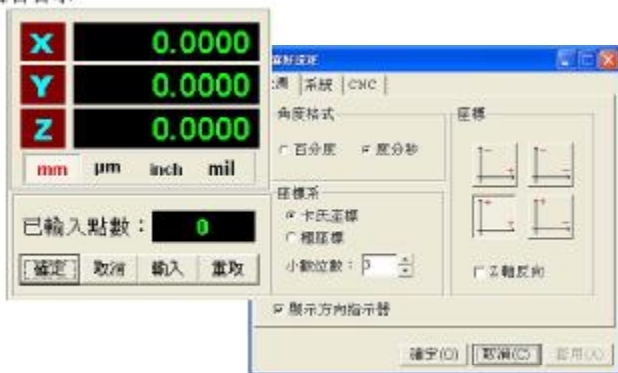 X 0.0000
Y 0.0000
Z 0.0000
mm μm inch mil
已輸入點數： 0
確定 取消 輸入 重取
系統 CNC
角度格式
百分度 度分秒
座標
座標系
卡氏座標
極座標
小數位數：
Z軸反向
顯示方向指示器
確定(O) 取消(C) 套用(A)